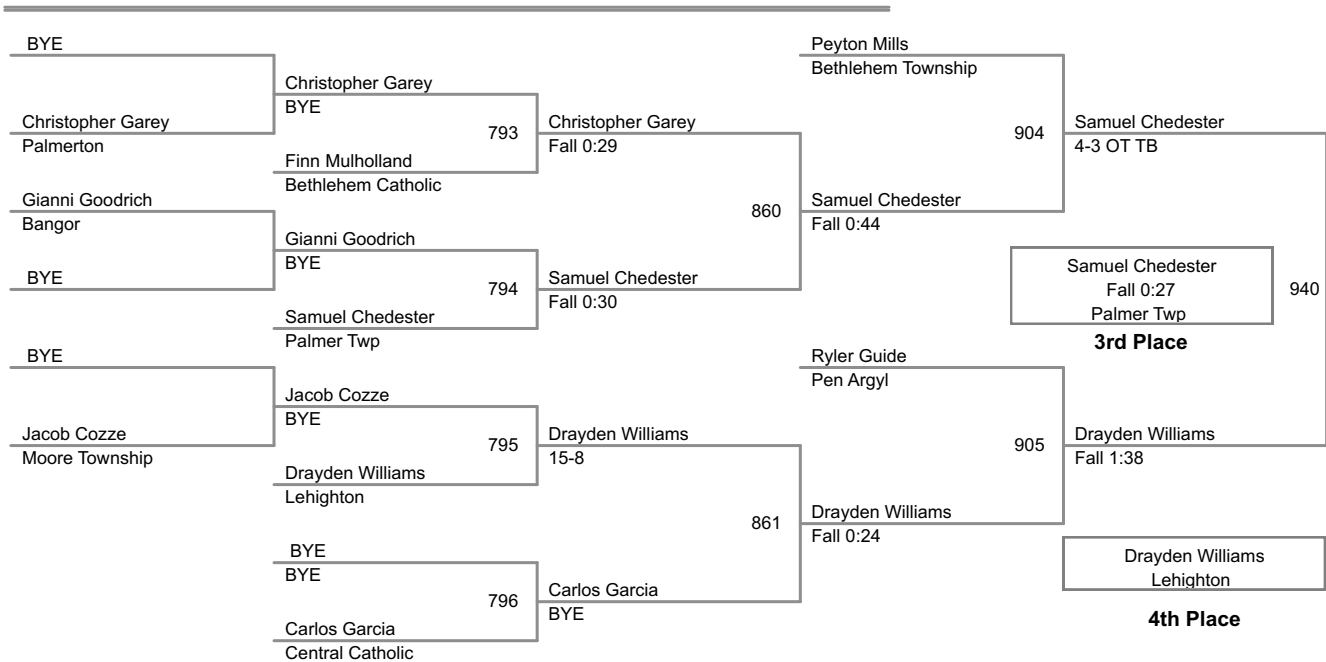 BYE
Christopher Garey
Palmerton
Gianni Goodrich
Bangor
BYE
BYE
Jacob Cozze
Moore Township
Christopher Garey
BYE
793
Finn Mulholland
Bethlehem Catholic
Gianni Goodrich
BYE
794
Samuel Chedester
Palmer Twp
Jacob Cozze
BYE
795
Drayden Williams
Lehighton
BYE
BYE
796
Carlos Garcia
Central Catholic
Christopher Garey
Fall 0:29
860
Samuel Chedester
Fall 0:30
Drayden Williams
15-8
861
Carlos Garcia
BYE
Peyton Mills
Bethlehem Township
904
Samuel Chedester
Fall 0:44
Ryler Guide
Pen Argyl
905
Drayden Williams
Fall 0:24
Samuel Chedester
4-3 OT TB
940
Drayden Williams
Fall 1:38
Samuel Chedester
Fall 0:27
Palmer Twp
3rd Place
Drayden Williams
Lehighton
4th Place